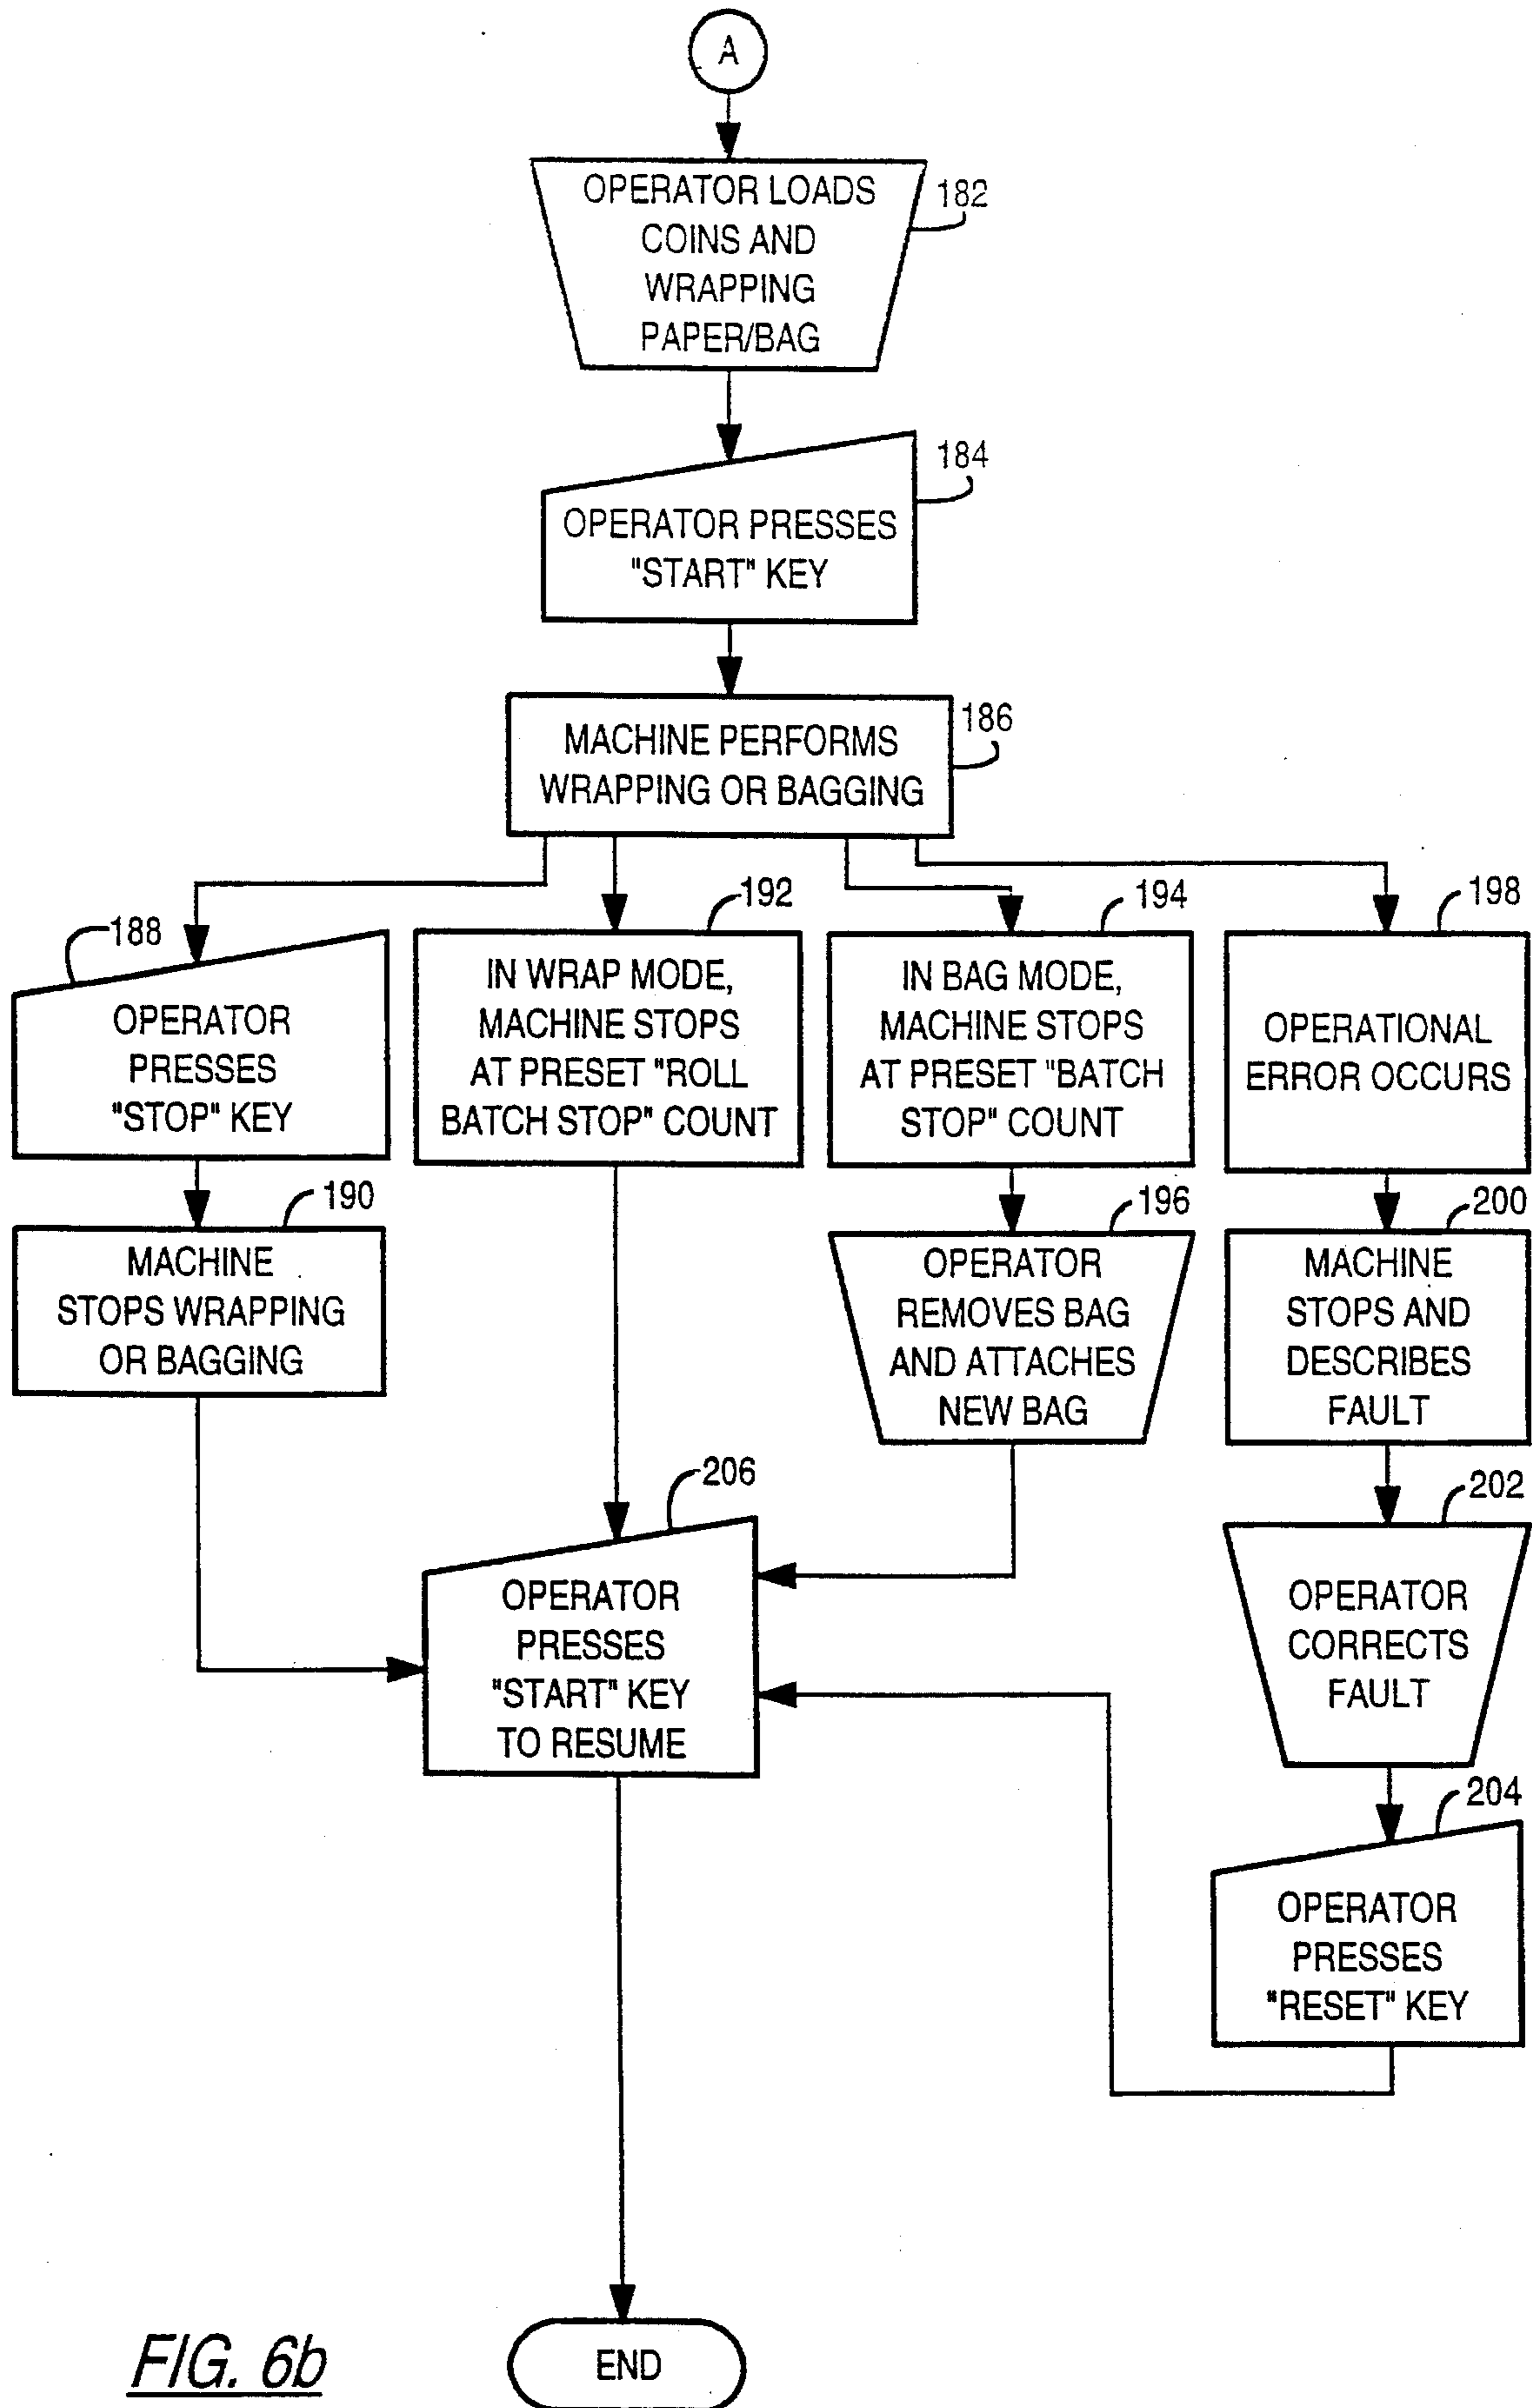 A
OPERATOR LOADS
COINS AND
WRAPPING
PAPER/BAG
182
OPERATOR PRESSES
"START" KEY
184
MACHINE PERFORMS
WRAPPING OR BAGGING
186
188
OPERATOR
PRESSES
"STOP" KEY
192
IN WRAP MODE,
MACHINE STOPS
AT PRESET "ROLL
BATCH STOP" COUNT
194
IN BAG MODE,
MACHINE STOPS
AT PRESET "BATCH
STOP" COUNT
198
OPERATIONAL
ERROR OCCURS
190
MACHINE
STOPS WRAPPING
OR BAGGING
196
OPERATOR
REMOVES BAG
AND ATTACHES
NEW BAG
200
MACHINE
STOPS AND
DESCRIBES
FAULT
206
OPERATOR
PRESSES
"START" KEY
TO RESUME
202
OPERATOR
CORRECTS
FAULT
204
OPERATOR
PRESSES
"RESET" KEY
END
FIG. 6b